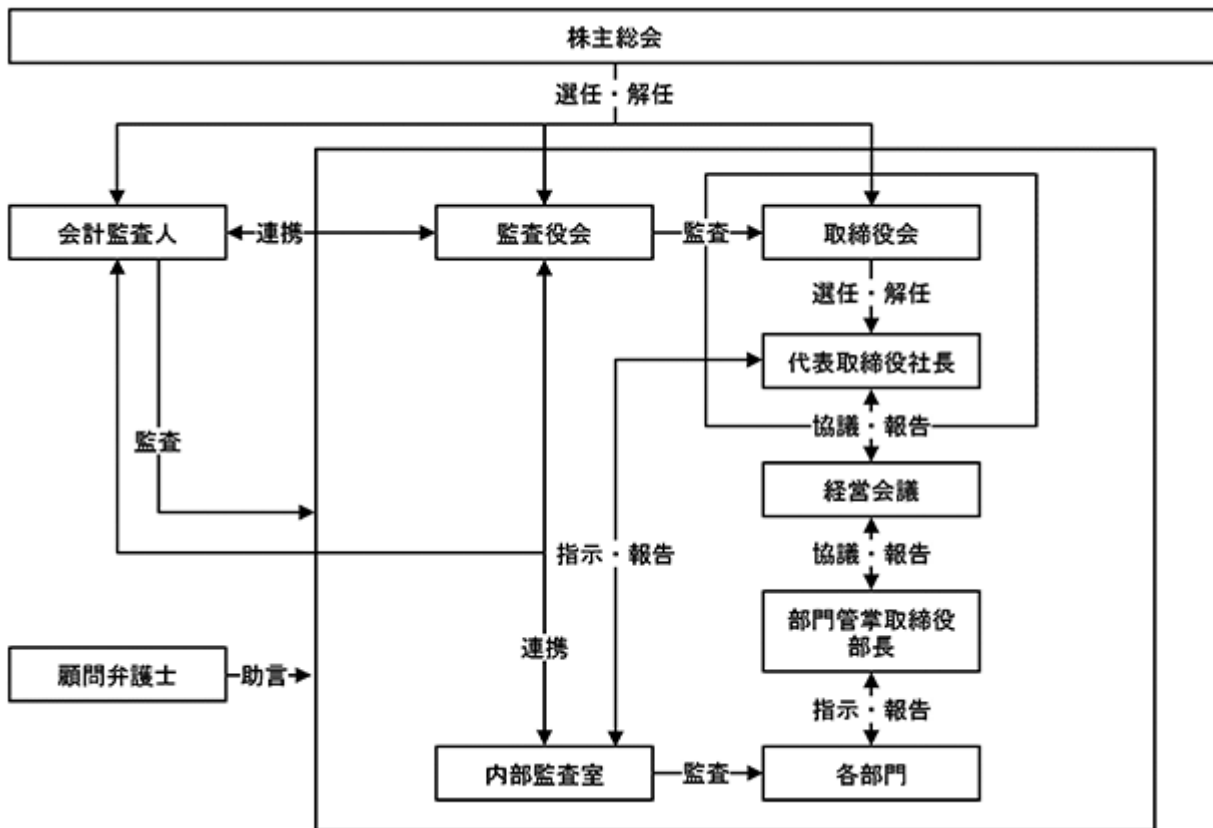 株主総会
選任・解任
会計監査人
連携
監査役会
監査
取締役会
選任・解任
代表取締役社長
協議・報告
監査
経営会議
指示・報告
協議・報告
部門管掌取締役
部長
連携
顧問弁護士
助言
指示・報告
内部監査室
監査
各部門